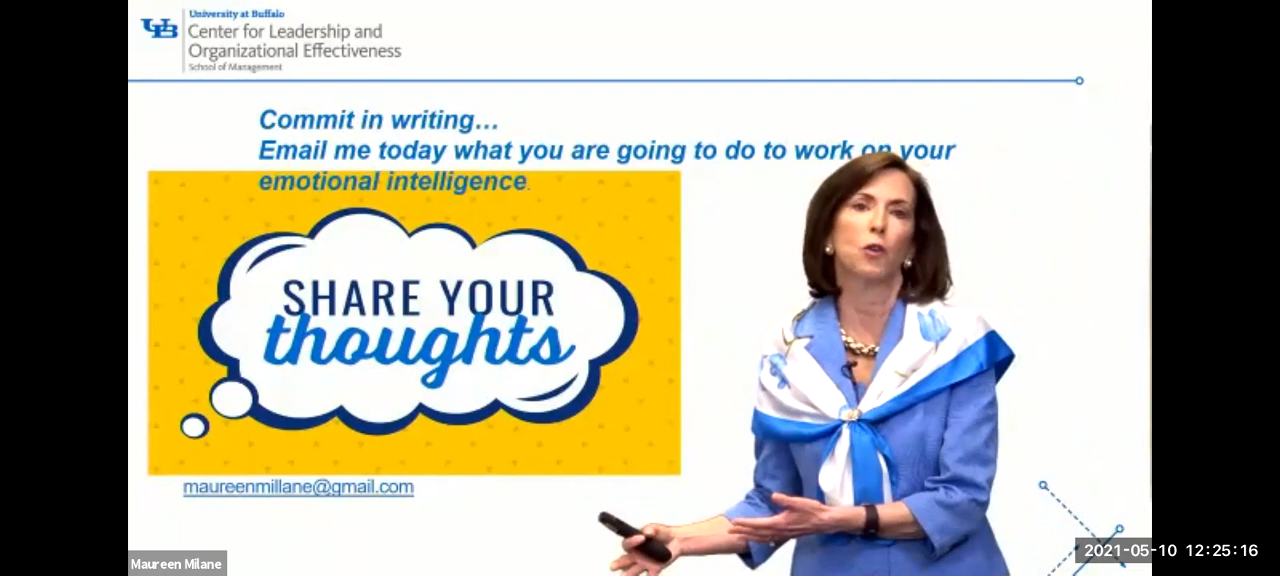 University at Buffalo
Center for Leadership and
Organizational Effectiveness
School of Management
Commit in writing…
Email me today what you are going to do to work on your
emotional intelligence.
SHARE YOUR
thoughts
maureenmillane@gmail.com
Maureen Milane
2021-05-10 12:25:16